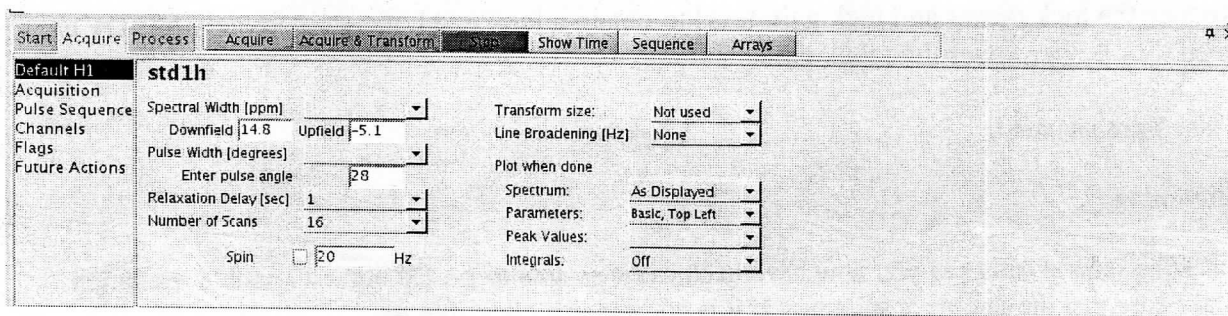 Start Acquire Process Acquire Acquire & Transform Stop Show Time Sequence Arrays
Default H1
Acquisition
Pulse Sequence
Channels
Flags
Future Actions
std1h
Spectral Width [ppm]
Downfield 14.8 Upfield -5.1
Pulse Width [degrees]
Enter pulse angle 28
Relaxation Delay [sec] 1
Number of Scans 16
Spin 20 Hz
Transform size: Not used
Line Broadening [Hz] None
Plot when done
Spectrum: As Displayed
Parameters: Basic, Top Left
Peak Values:
Integrals: Off